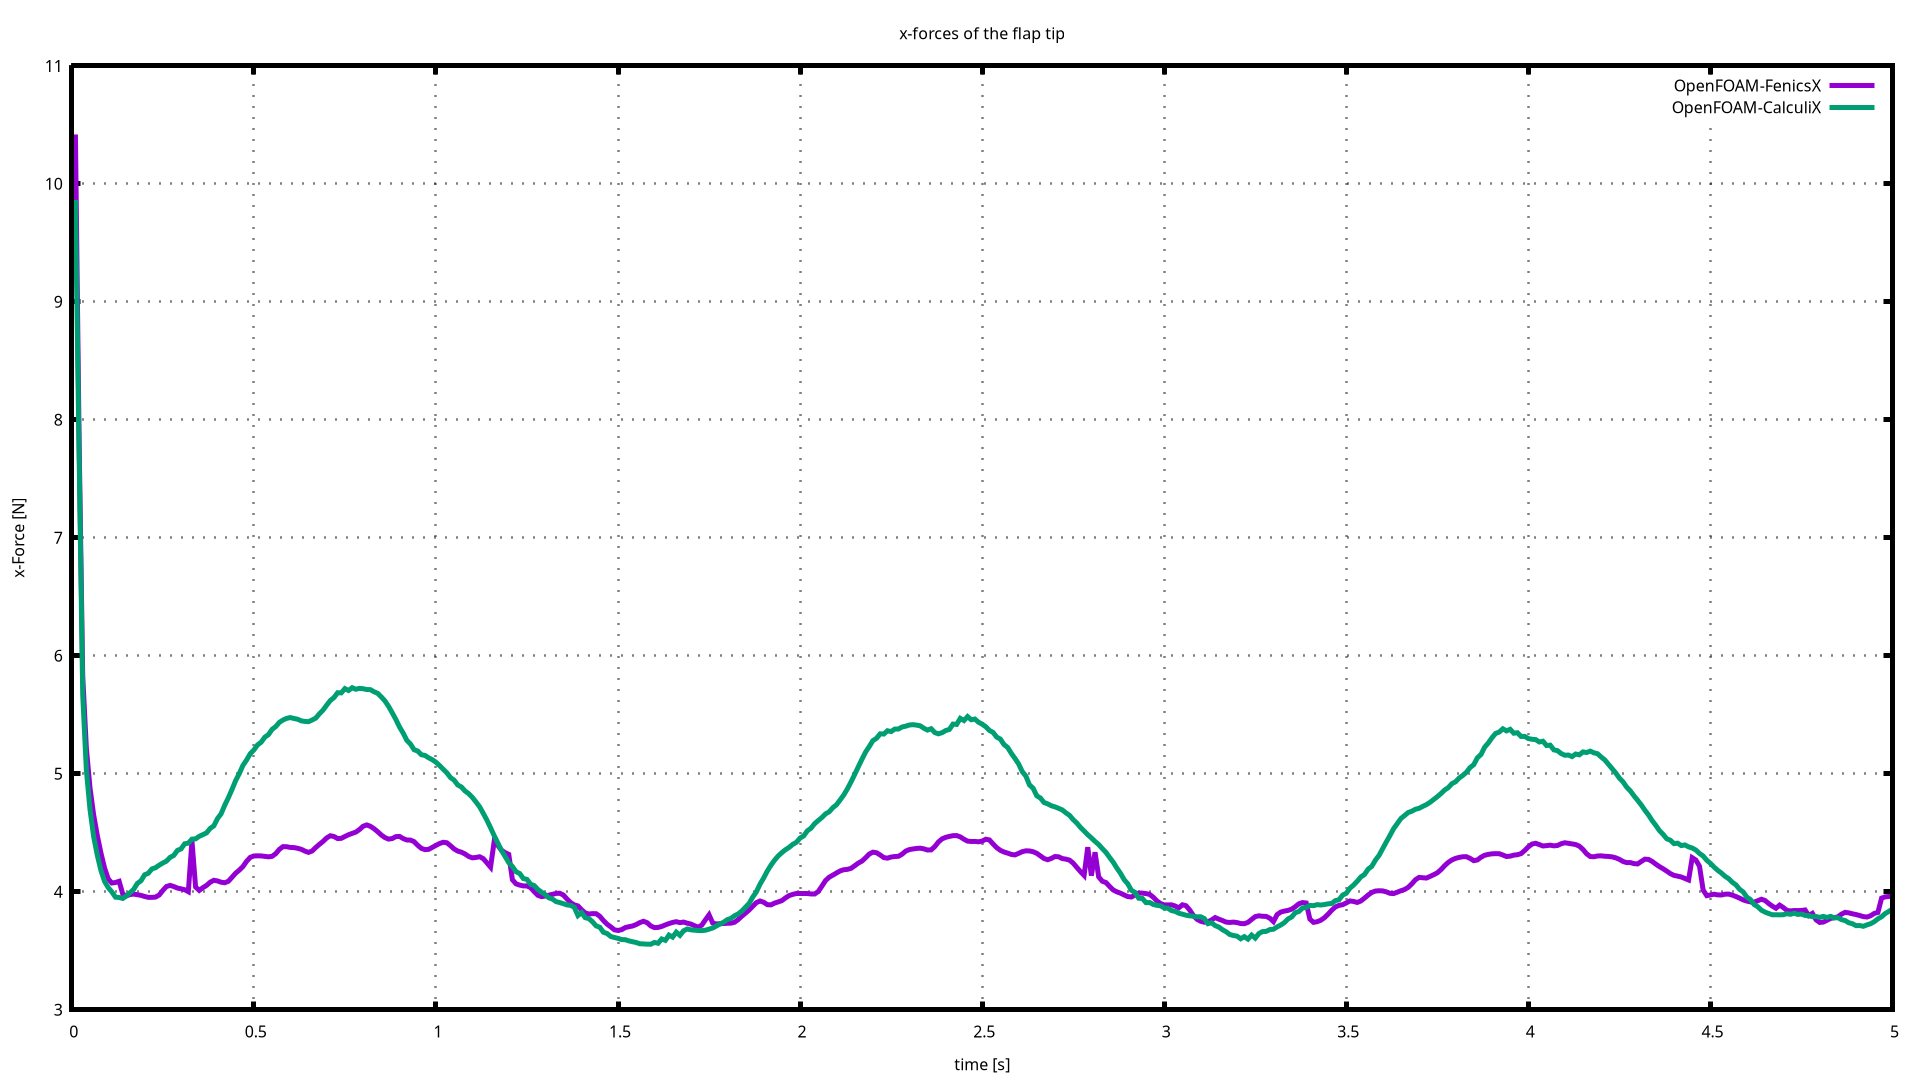 x-forces of the flap tip
11
10
9
8
7
6
5
4
3
x-Force [N]
OpenFOAM-FenicsX
OpenFOAM-CalculiX
0 0.5 1 1.5 2 2.5 3 3.5 4 4.5 5
time [s]